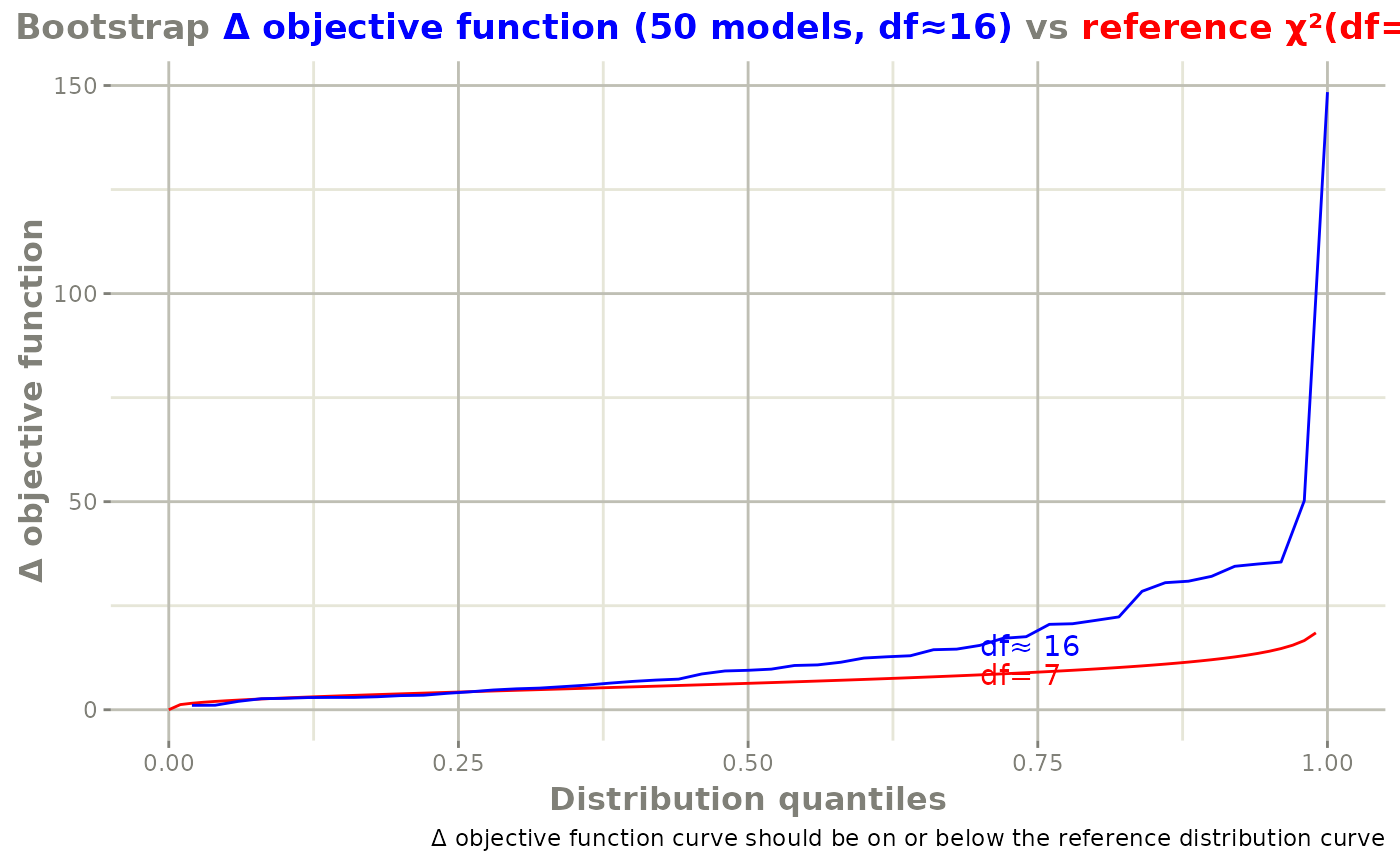 Bootstrap Δ objective function (50 models, df≈16) vs reference χ²(df=
150
100
50
0
Δ objective function
df≈ 16
df= 7
0.00 0.25 0.50 0.75 1.00
Distribution quantiles
Δ objective function curve should be on or below the reference distribution curve